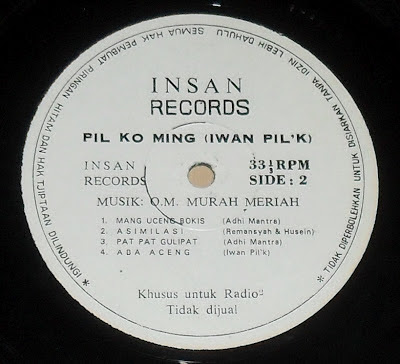 * SEMUA HAK PEMBUAT PIRINGAN HITAM DAN HAK TJIPTAAN DILINDUNGI *
TIDAK DIPERBOLEHKAN UNTUK DISIARKAN TANPA IDZIN LEBIH DAHULU
INSAN
RECORDS
PIL KO MING (IWAN PIL'K)
INSAN 33⅓ RPM
RECORDS SIDE : 2
MUSIK: O.M. MURAH MERIAH
1. MANG UCENG BOKIS (Adhi Mantra)
2. ASIMILASI (Remansyah & Husein)
3. PAT PAT GULIPAT (Adhi Mantra)
4. ADA ACENG (Iwan Pil'k)
Khusus untuk Radio²
Tidak dijual